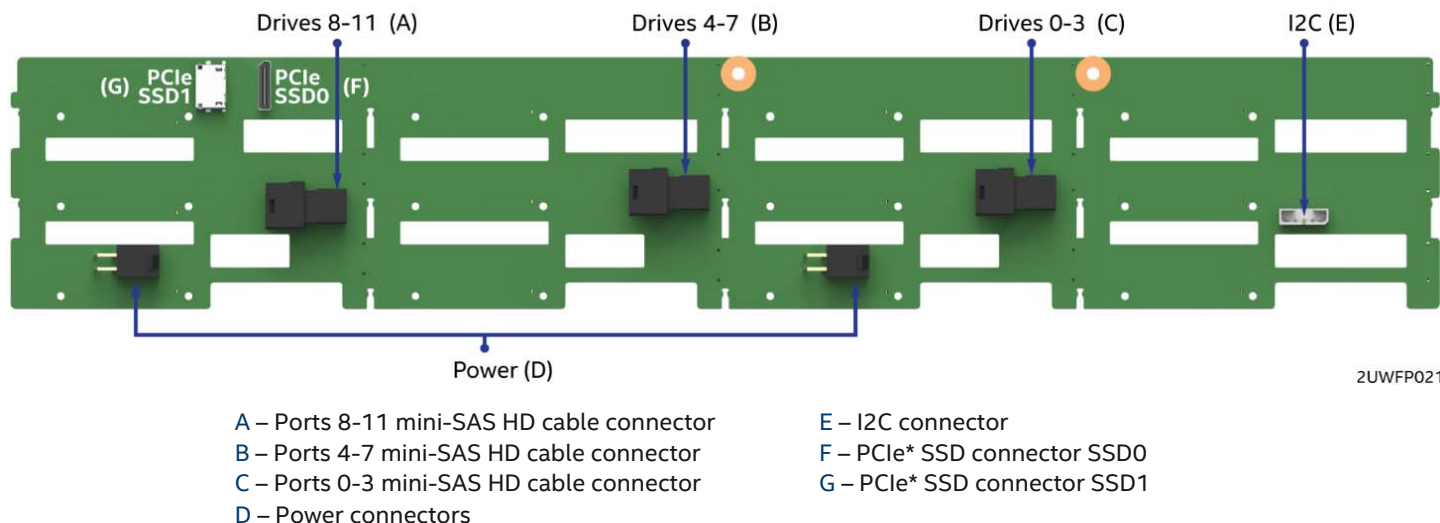 Drives 8-11 (A)
Drives 4-7 (B)
Drives 0-3 (C)
I2C (E)
(G) PCIe SSD1
PCIe SSD0 (F)
Power (D)
2UWFP021
A – Ports 8-11 mini-SAS HD cable connector
B – Ports 4-7 mini-SAS HD cable connector
C – Ports 0-3 mini-SAS HD cable connector
D – Power connectors
E – I2C connector
F – PCIe* SSD connector SSD0
G – PCIe* SSD connector SSD1